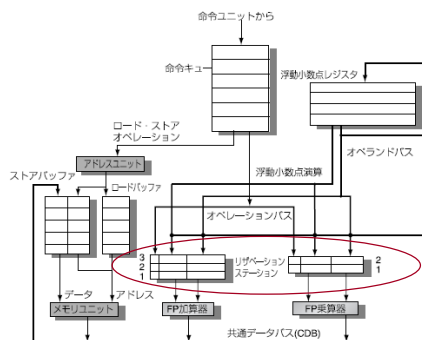 命令ユニットから
命令キュー
浮動小数点レジスタ
ロード・ストア
オペレーション
アドレスユニット
オペランドバス
ストアバッファ
ロードバッファ
浮動小数点演算
オペレーションバス
3
2
1
リザベーション
ステーション
2
1
データ
アドレス
メモリユニット
FP加算器
FP乗算器
共通データバス(CDB)